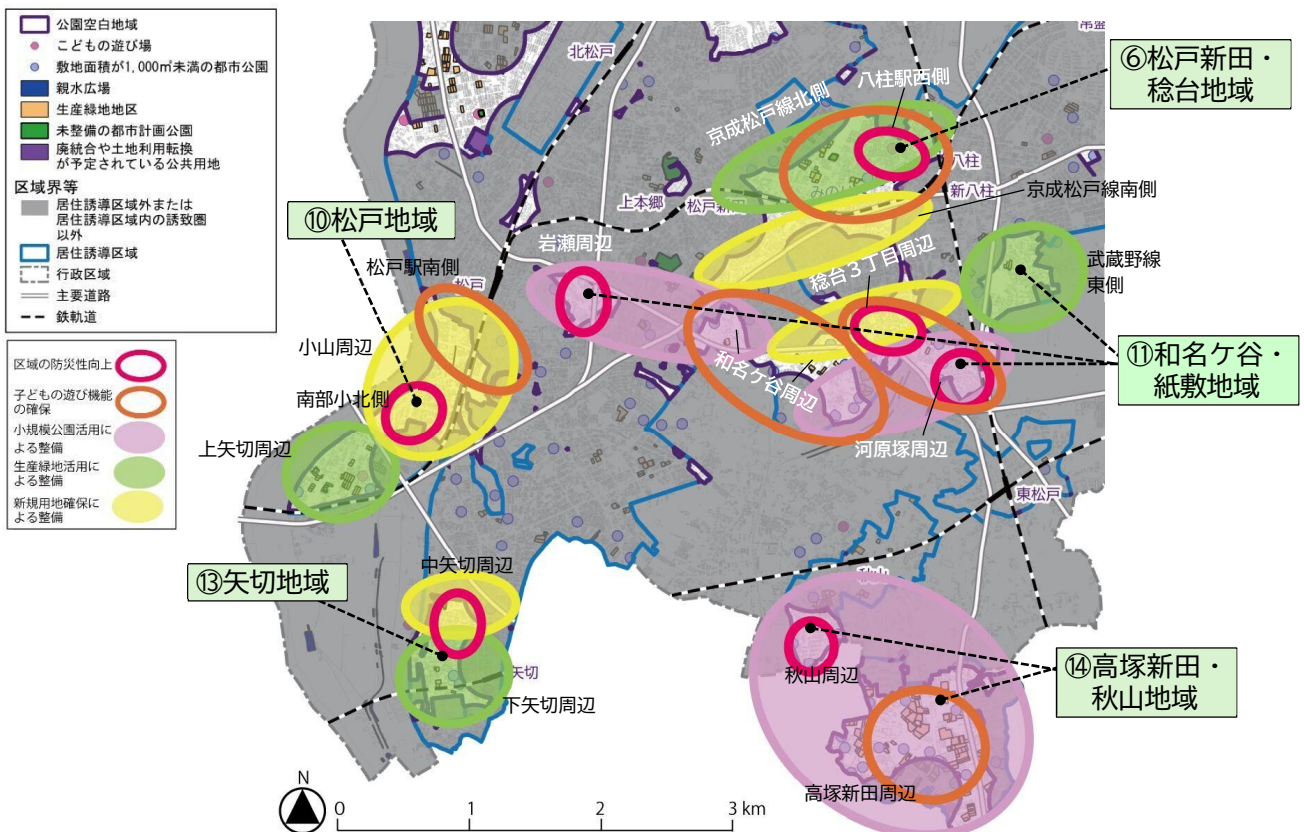 公園空白地域
こどもの遊び場
敷地面積が1,000㎡未満の都市公園
親水広場
生産緑地地区
未整備の都市計画公園
廃統合や土地利用転換
が予定されている公共用地
区域界等
居住誘導区域外または
居住誘導区域内の誘致圏
以外
居住誘導区域
行政区域
主要道路
鉄軌道
区域の防災性向上
子どもの遊び機能
の確保
小規模公園活用に
よる整備
生産緑地活用に
よる整備
新規用地確保に
よる整備
北松戸
常盤
⑥松戸新田・
稔台地域
八柱駅西側
京成松戸線北側
八柱
新八柱
みのり
京成松戸線南側
上本郷
松戸新田
⑩松戸地域
岩瀬周辺
松戸駅南側
松戸
稔台3丁目周辺
武蔵野線
東側
小山周辺
和名ケ谷周辺
⑪和名ケ谷・
紙敷地域
南部小北側
上矢切周辺
河原塚周辺
東松戸
中矢切周辺
⑬矢切地域
秋山
矢切
下矢切周辺
秋山周辺
⑭高塚新田・
秋山地域
高塚新田周辺
N
0
1
2
3 km